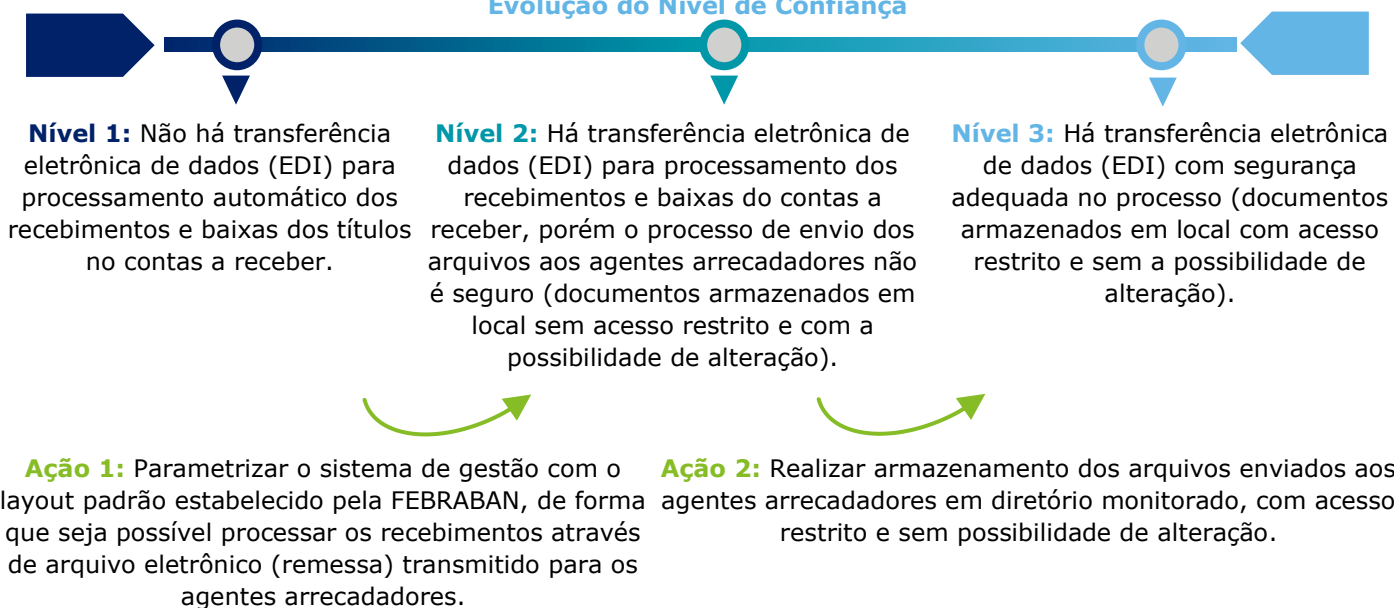 Evolução do Nível de Confiança
Nível 1: Não há transferência
eletrônica de dados (EDI) para
processamento automático dos
recebimentos e baixas dos títulos
no contas a receber.
Nível 2: Há transferência eletrônica de
dados (EDI) para processamento dos
recebimentos e baixas do contas a
receber, porém o processo de envio dos
arquivos aos agentes arrecadadores não
é seguro (documentos armazenados em
local sem acesso restrito e com a
possibilidade de alteração).
Nível 3: Há transferência eletrônica
de dados (EDI) com segurança
adequada no processo (documentos
armazenados em local com acesso
restrito e sem a possibilidade de
alteração).
Ação 1: Parametrizar o sistema de gestão com o
layout padrão estabelecido pela FEBRABAN, de forma
que seja possível processar os recebimentos através
de arquivo eletrônico (remessa) transmitido para os
agentes arrecadadores.
Ação 2: Realizar armazenamento dos arquivos enviados aos
agentes arrecadadores em diretório monitorado, com acesso
restrito e sem possibilidade de alteração.